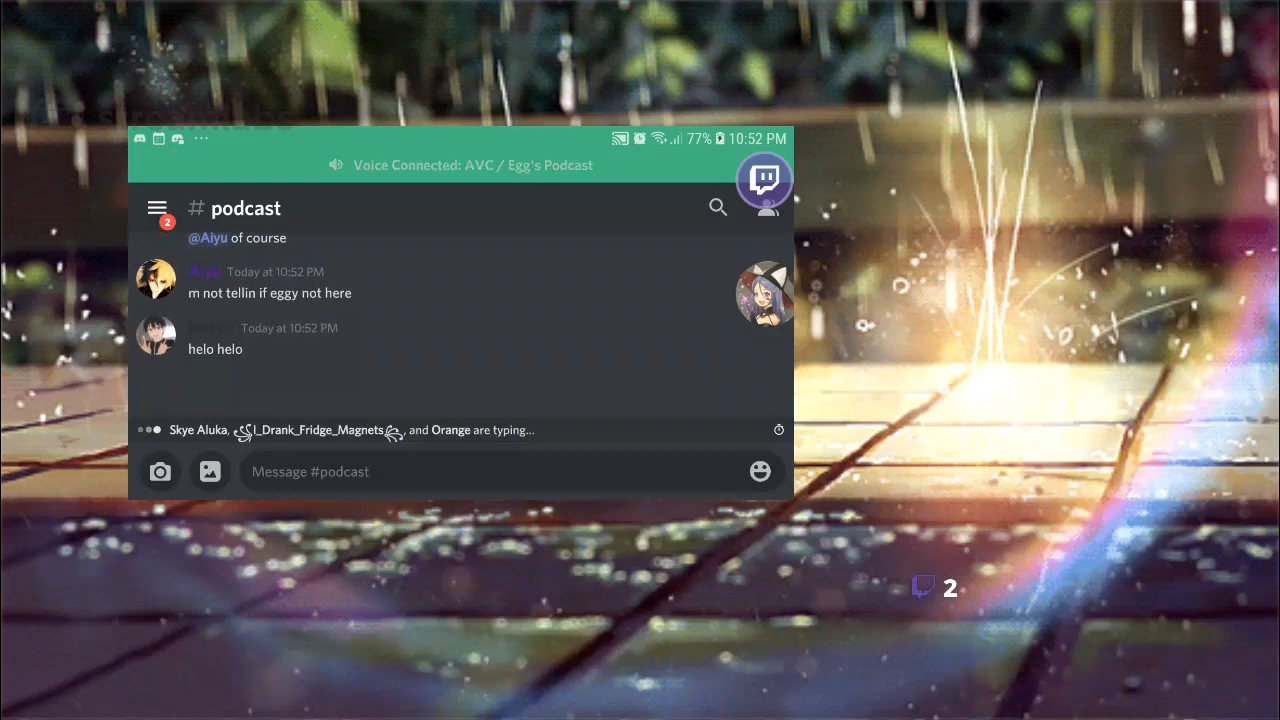 77% 10:52 PM
Voice Connected: AVC / Egg's Podcast
# podcast
2
@Aiyu of course
Aiyu Today at 10:52 PM
m not tellin if eggy not here
Today at 10:52 PM
helo helo
Skye Aluka, I_Drank_Fridge_Magnets, and Orange are typing...
Message #podcast
2